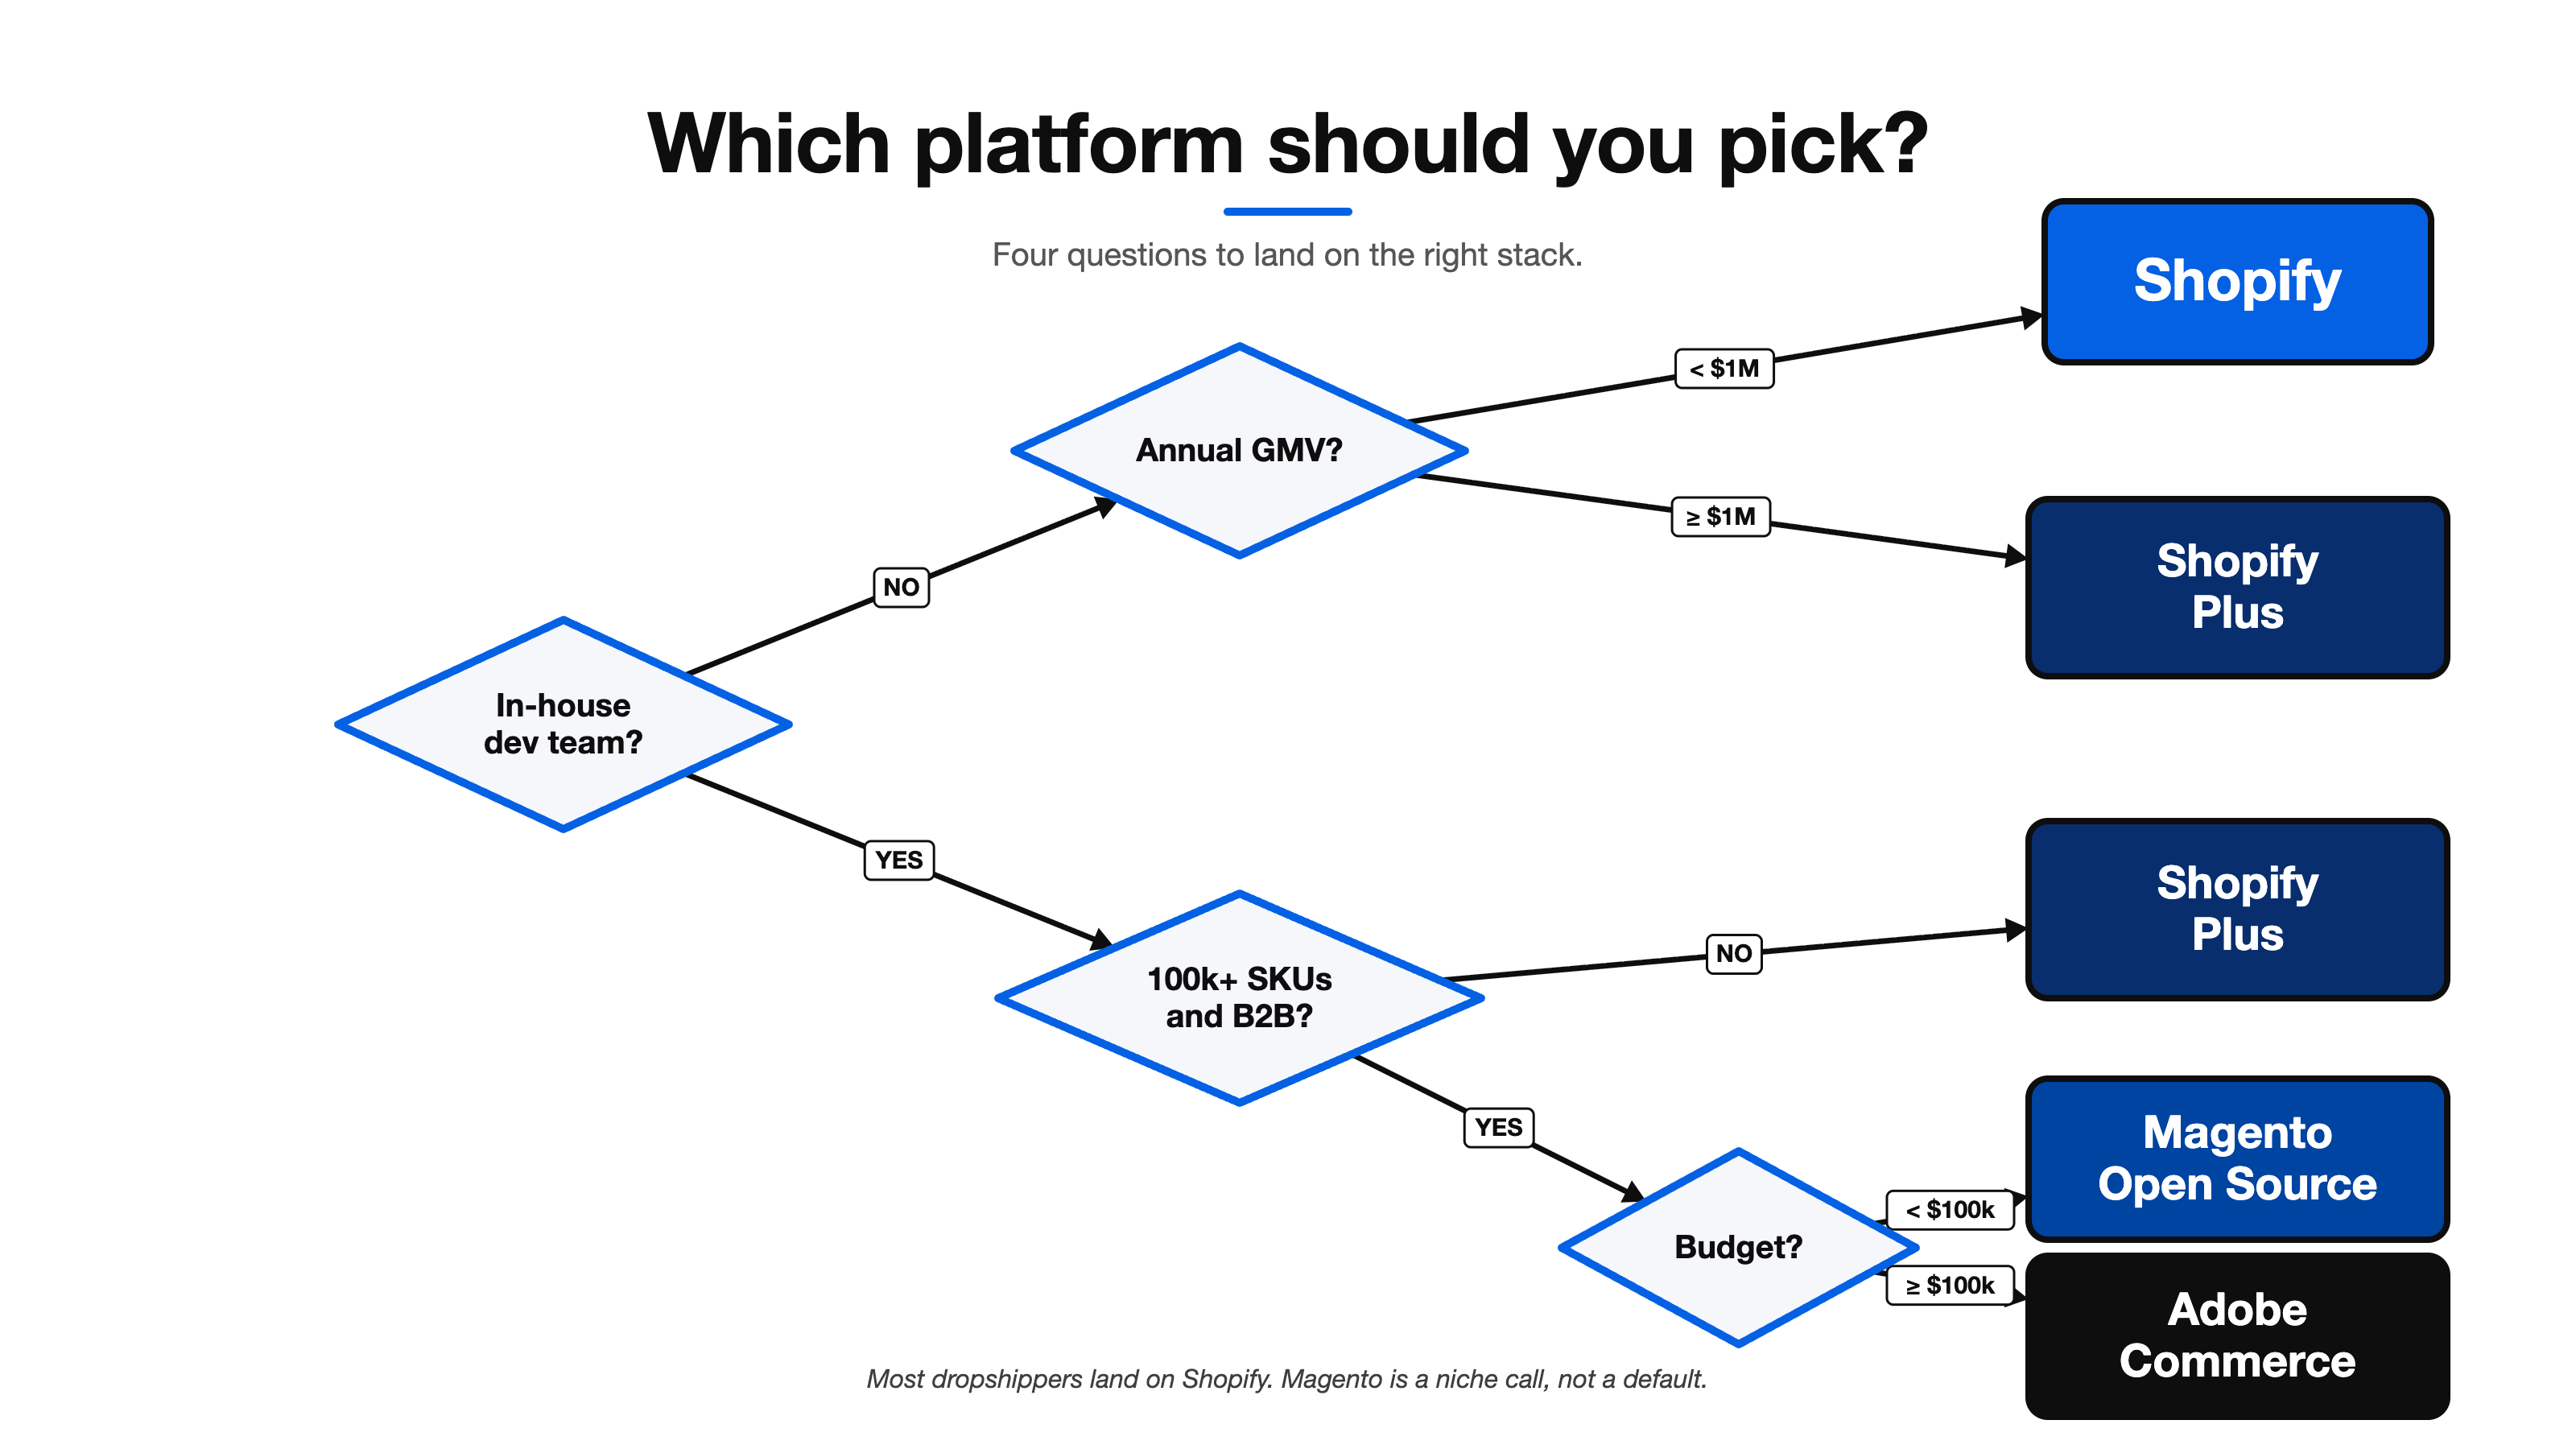 Which platform should you pick?
Four questions to land on the right stack.
Shopify
< $1M
Annual GMV?
≥ $1M
Shopify
Plus
NO
In-house
dev team?
YES
Shopify
Plus
NO
100k+ SKUs
and B2B?
YES
Magento
Open Source
< $100k
Budget?
≥ $100k
Adobe
Commerce
Most dropshippers land on Shopify. Magento is a niche call, not a default.